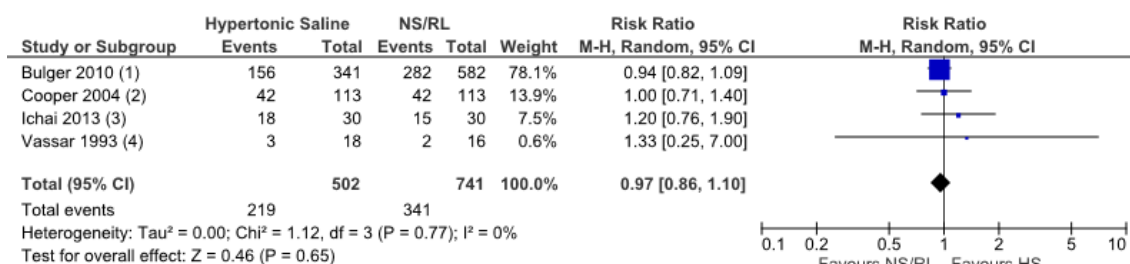 Hypertonic Saline NS/RL Risk Ratio Risk Ratio
Study or Subgroup Events Total Events Total Weight M-H, Random, 95% CI M-H, Random, 95% CI
Bulger 2010 (1) 156 341 282 582 78.1% 0.94 [0.82, 1.09]
Cooper 2004 (2) 42 113 42 113 13.9% 1.00 [0.71, 1.40]
Ichai 2013 (3) 18 30 15 30 7.5% 1.20 [0.76, 1.90]
Vassar 1993 (4) 3 18 2 16 0.6% 1.33 [0.25, 7.00]
Total (95% CI) 502 741 100.0% 0.97 [0.86, 1.10]
Total events 219 341
Heterogeneity: Tau² = 0.00; Chi² = 1.12, df = 3 (P = 0.77); I² = 0%
Test for overall effect: Z = 0.46 (P = 0.65)
0.1 0.2 0.5 1 2 5 10
Favours NS/RL Favours HS